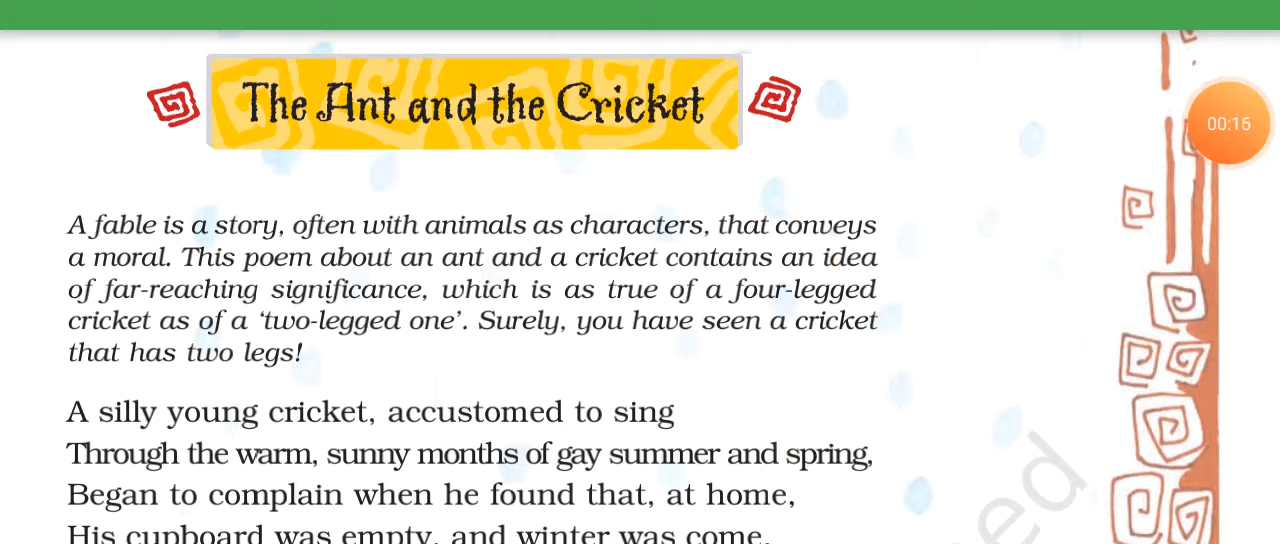 The Ant and the Cricket
00:16
A fable is a story, often with animals as characters, that conveys
a moral. This poem about an ant and a cricket contains an idea
of far-reaching significance, which is as true of a four-legged
cricket as of a ‘two-legged one’. Surely, you have seen a cricket
that has two legs!
A silly young cricket, accustomed to sing
Through the warm, sunny months of gay summer and spring,
Began to complain when he found that, at home,
His cupboard was empty, and winter was come.
ed